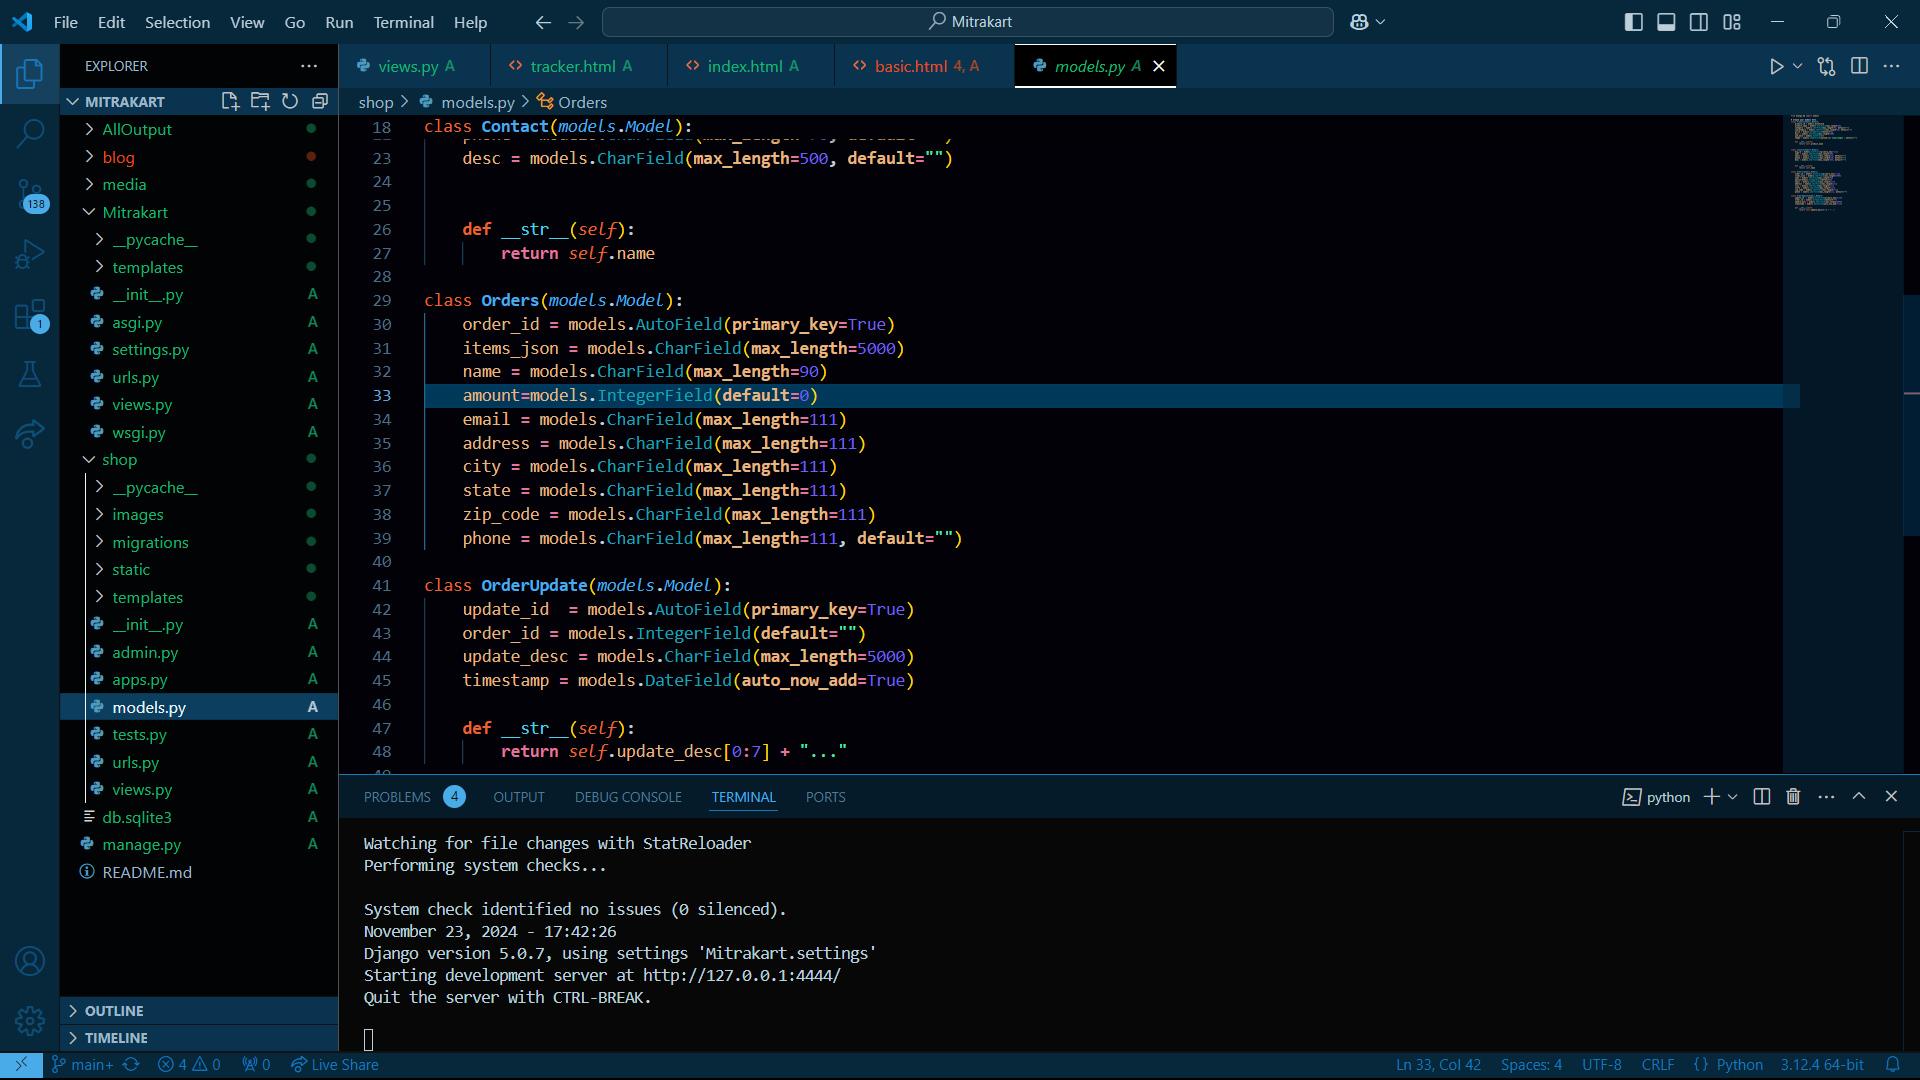 File Edit Selection View Go Run Terminal Help
Mitrakart
EXPLORER
MITRAKART
AllOutput
blog
media
Mitrakart
__pycache__
templates
__init__.py A
asgi.py A
settings.py A
urls.py A
views.py A
wsgi.py A
shop
__pycache__
images
migrations
static
templates
__init__.py A
admin.py A
apps.py A
models.py A
tests.py A
urls.py A
views.py A
db.sqlite3 A
manage.py A
README.md
OUTLINE
TIMELINE
138
1
views.py A
tracker.html A
index.html A
basic.html 4, A
models.py A
shop > models.py > Orders
18 class Contact(models.Model):
23 desc = models.CharField(max_length=500, default="")
24
25
26 def __str__(self):
27 return self.name
28
29 class Orders(models.Model):
30 order_id = models.AutoField(primary_key=True)
31 items_json = models.CharField(max_length=5000)
32 name = models.CharField(max_length=90)
33 amount=models.IntegerField(default=0)
34 email = models.CharField(max_length=111)
35 address = models.CharField(max_length=111)
36 city = models.CharField(max_length=111)
37 state = models.CharField(max_length=111)
38 zip_code = models.CharField(max_length=111)
39 phone = models.CharField(max_length=111, default="")
40
41 class OrderUpdate(models.Model):
42 update_id  = models.AutoField(primary_key=True)
43 order_id = models.IntegerField(default="")
44 update_desc = models.CharField(max_length=5000)
45 timestamp = models.DateField(auto_now_add=True)
46
47 def __str__(self):
48 return self.update_desc[0:7] + "..."
PROBLEMS 4 OUTPUT DEBUG CONSOLE TERMINAL PORTS
python
Watching for file changes with StatReloader
Performing system checks...
System check identified no issues (0 silenced).
November 23, 2024 - 17:42:26
Django version 5.0.7, using settings 'Mitrakart.settings'
Starting development server at http://127.0.0.1:4444/
Quit the server with CTRL-BREAK.
main+ 4 0 0 Live Share
Ln 33, Col 42 Spaces: 4 UTF-8 CRLF {} Python 3.12.4 64-bit